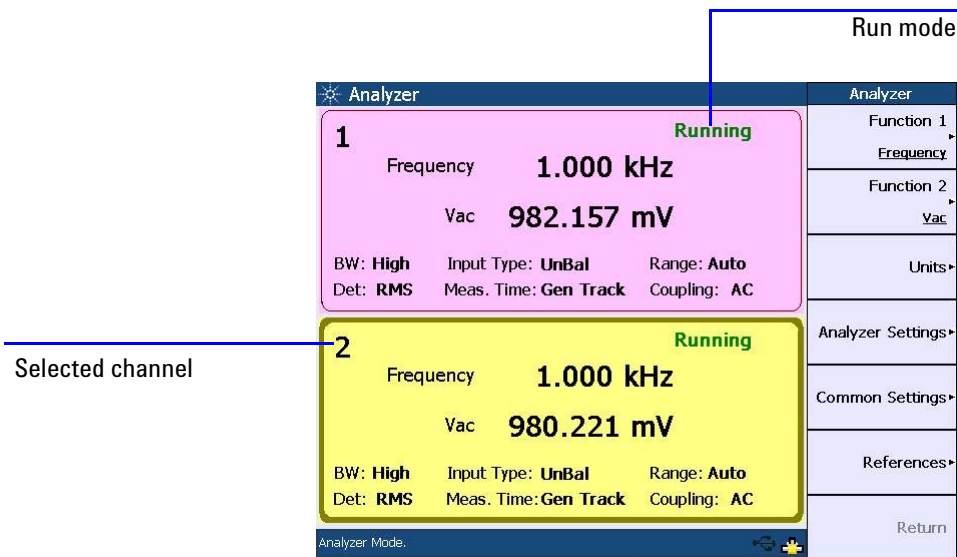 Run mode
Analyzer
1
Running
Frequency 1.000 kHz
Vac 982.157 mV
BW: High Input Type: UnBal Range: Auto
Det: RMS Meas. Time: Gen Track Coupling: AC
Selected channel
2
Running
Frequency 1.000 kHz
Vac 980.221 mV
BW: High Input Type: UnBal Range: Auto
Det: RMS Meas. Time: Gen Track Coupling: AC
Analyzer Mode.
Analyzer
Function 1
Frequency
Function 2
Vac
Units
Analyzer Settings
Common Settings
References
Return